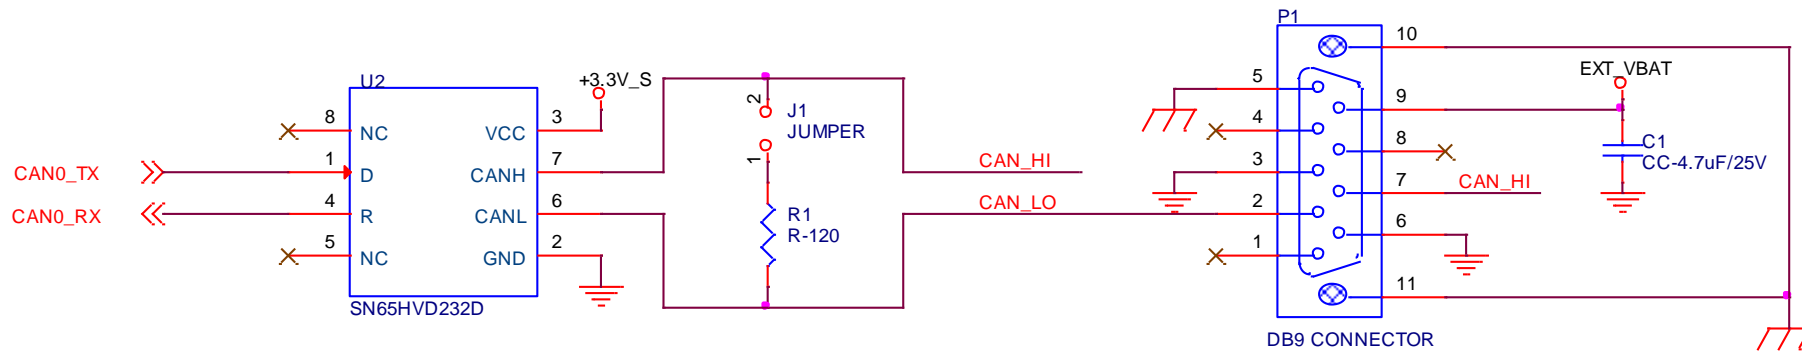 P1
10
U2
+3.3V_S
5
EXT_VBAT
2
J1
JUMPER
9
8
NC
VCC
3
4
8
C1
CC-4.7uF/25V
CAN0_TX
1
D
CANH
7
1
CAN_HI
3
7
CAN_HI
CAN0_RX
4
R
CANL
6
R1
R-120
CAN_LO
2
6
5
NC
GND
2
1
11
SN65HVD232D
DB9 CONNECTOR